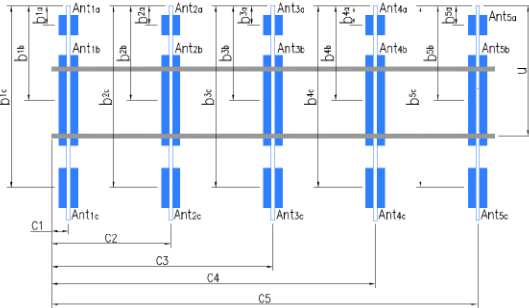 Ant1a Ant2a Ant3a Ant4a Ant5a
b1a b2a b3a b4a b5a
Ant1b Ant2b Ant3b Ant4b Ant5b
b1b b2b b3b b4b b5b
u
b1c b2c b3c b4c b5c
Ant1c Ant2c Ant3c Ant4c Ant5c
C1
C2
C3
C4
C5